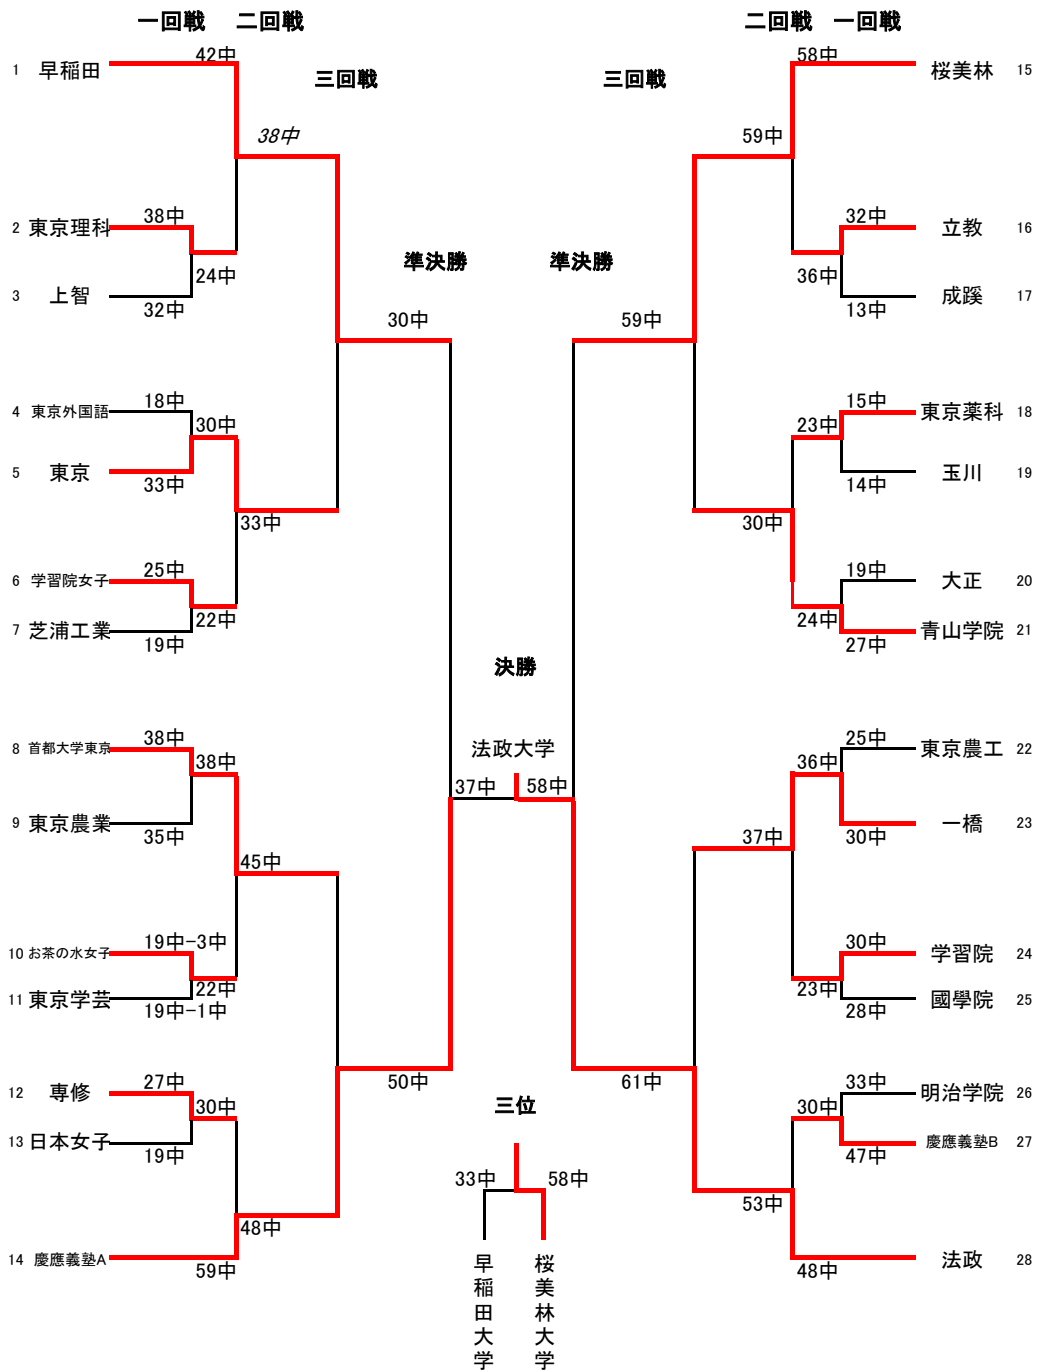 一回戦 二回戦 二回戦 一回戦
42中 58中
1 早稲田 桜美林 15
三回戦 三回戦
38中 59中
38中 32中
2 東京理科 立教 16
準決勝 準決勝
24中 36中
3 上智 成蹊 17
32中 13中
30中 59中
18中 15中
4 東京外国語 東京薬科 18
30中 23中
5 東京 玉川 19
33中 14中
33中 30中
25中 19中
6 学習院女子 大正 20
22中 24中
7 芝浦工業 青山学院 21
19中 27中
決勝
38中 25中
8 首都大学東京 法政大学 東京農工 22
38中 36中
37中 58中
9 東京農業 一橋 23
35中 37中 30中
45中
19中-3中 30中
10 お茶の水女子 学習院 24
22中 23中
11 東京学芸 國學院 25
19中-1中 28中
50中 61中
27中 33中
12 専修 三位 明治学院 26
30中 30中
13 日本女子 慶應義塾B 27
19中 47中
33中 58中
48中 53中
14 慶應義塾A 法政 28
59中 48中
早稲田大学
桜美林大学